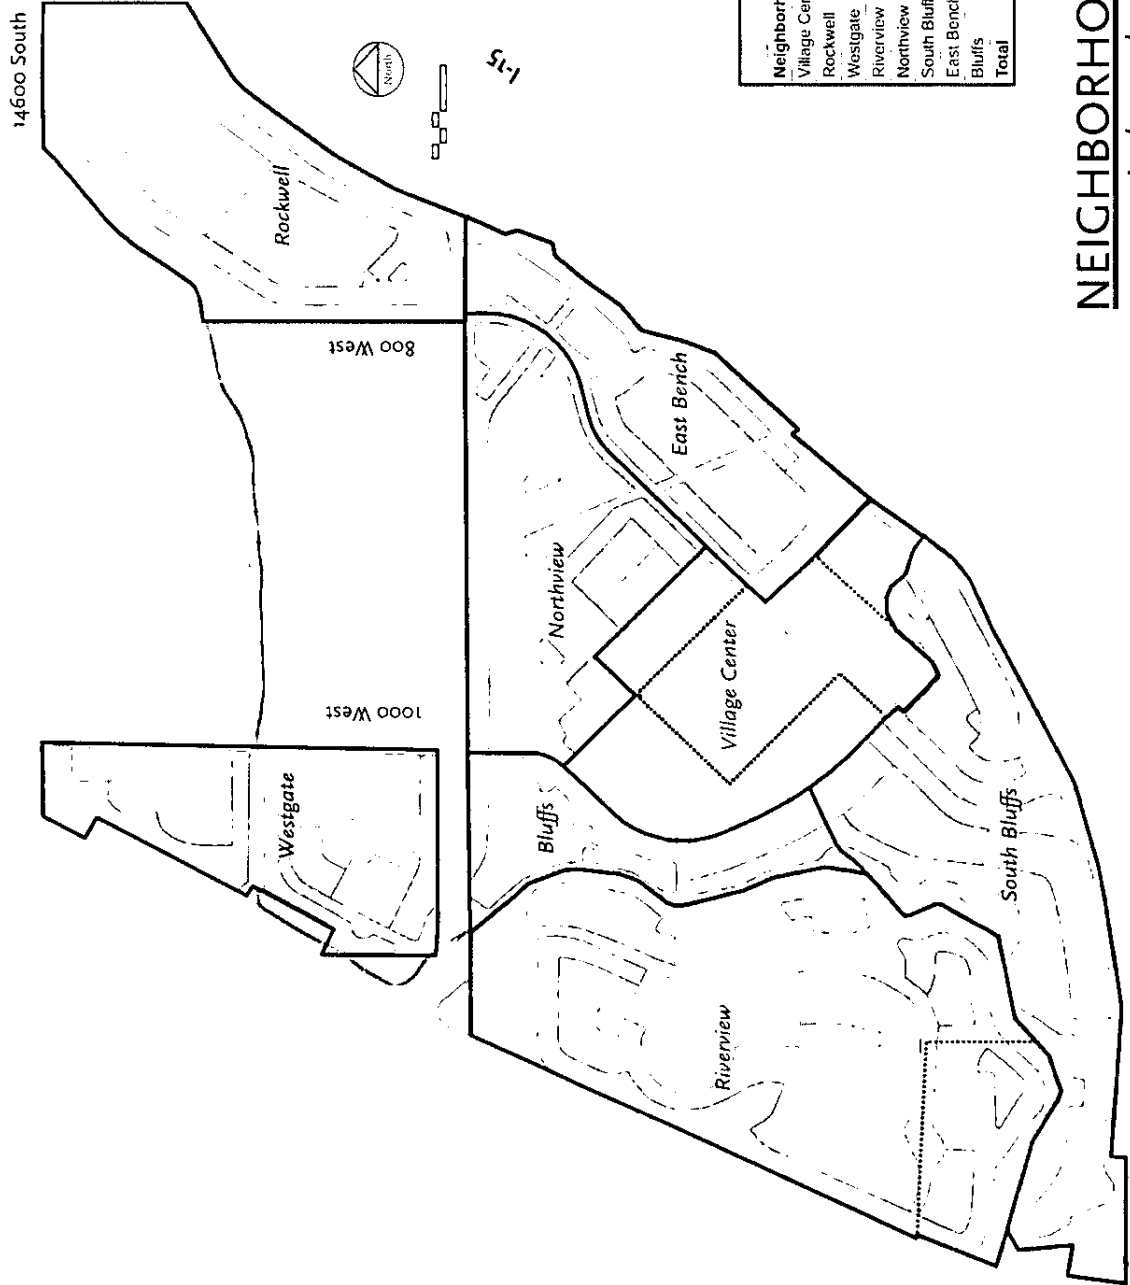 14600 South
North
I-15
Rockwell
800 West
East Bench
Northview
Village Center
1000 West
Westgate
Bluffs
South Bluffs
Riverview
Neighborh
Village Cen
Rockwell
Westgate
Riverview
Northview
South Bluff
East Bench
Bluffs
Total
NEIGHBORHO